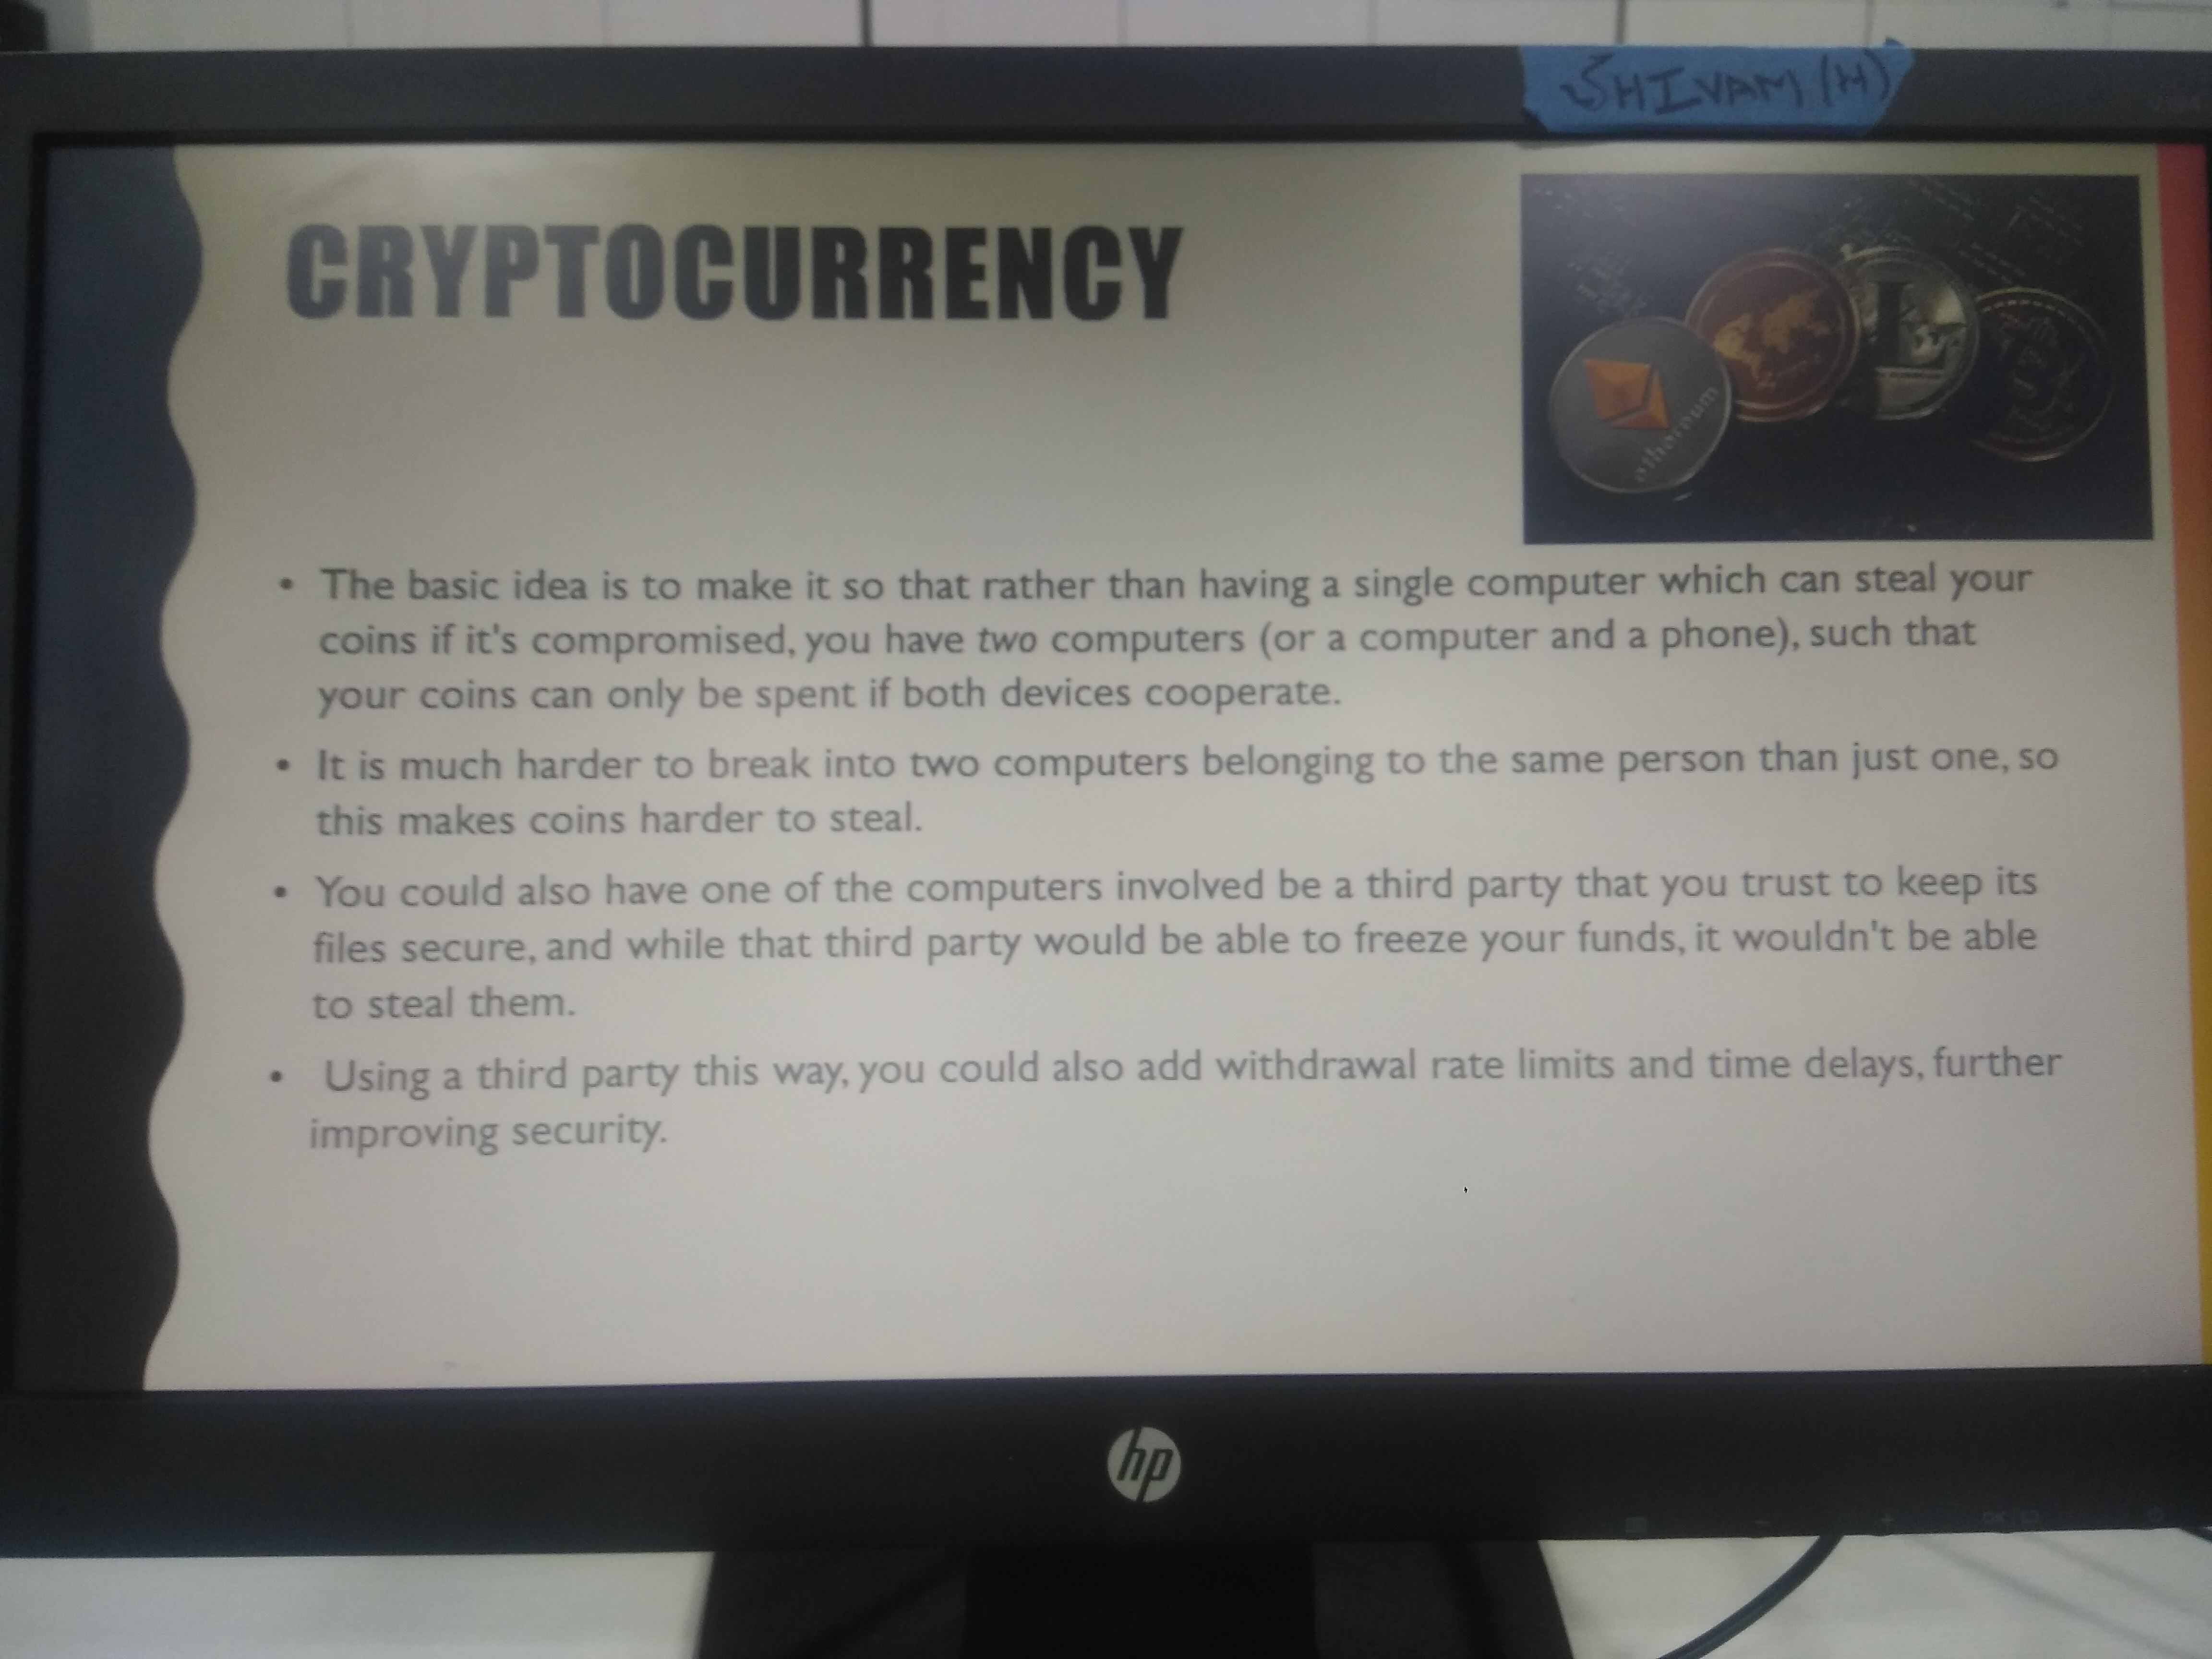 SHIVAM (H)
CRYPTOCURRENCY
ethereum
• The basic idea is to make it so that rather than having a single computer which can steal your
coins if it's compromised, you have two computers (or a computer and a phone), such that
your coins can only be spent if both devices cooperate.
• It is much harder to break into two computers belonging to the same person than just one, so
this makes coins harder to steal.
• You could also have one of the computers involved be a third party that you trust to keep its
files secure, and while that third party would be able to freeze your funds, it wouldn't be able
to steal them.
• Using a third party this way, you could also add withdrawal rate limits and time delays, further
improving security.
hp